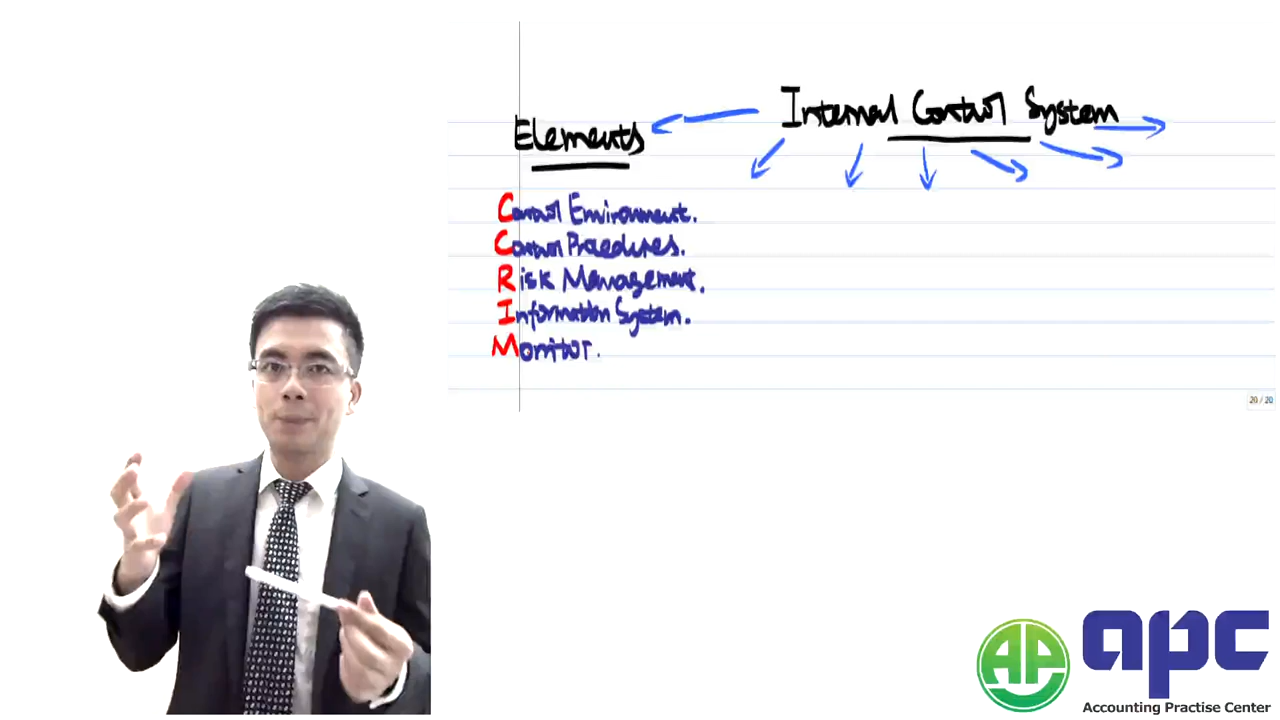 Internal Control System
Elements
Control Environment.
Control Procedures.
Risk Management.
Information System.
Monitor.
20 / 20
AP
apc
Accounting Practise Center